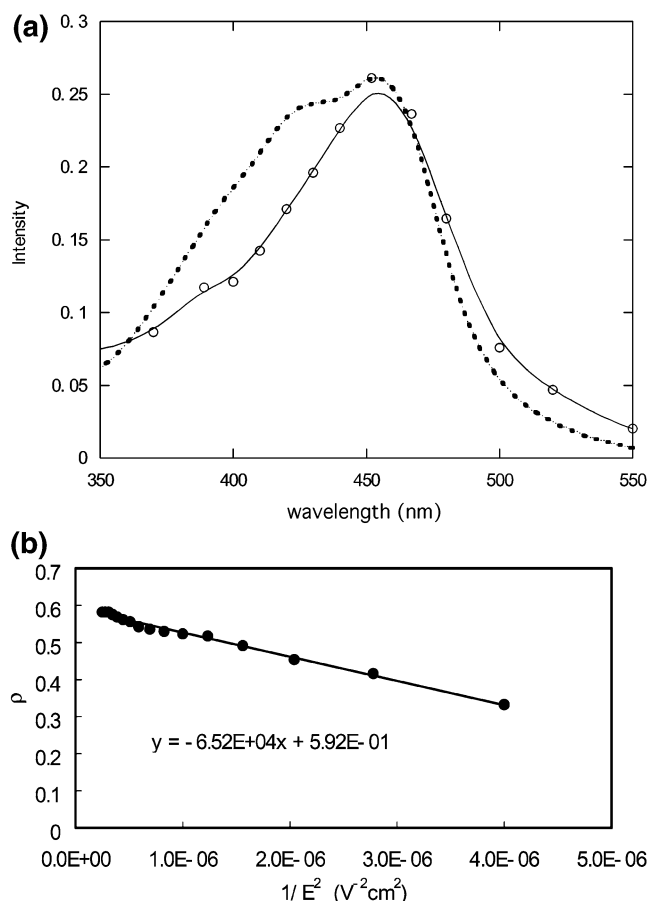 (a)
0.3
0.25
0.2
0.15
0.1
0.05
0
Intensity
350
400
450
500
550
wavelength (nm)
(b)
0.7
0.6
0.5
0.4
0.3
0.2
0.1
0
ρ
y = -6.52E+04x + 5.92E-01
0.0E+00
1.0E-06
2.0E-06
3.0E-06
4.0E-06
5.0E-06
1/E² (V⁻²cm²)